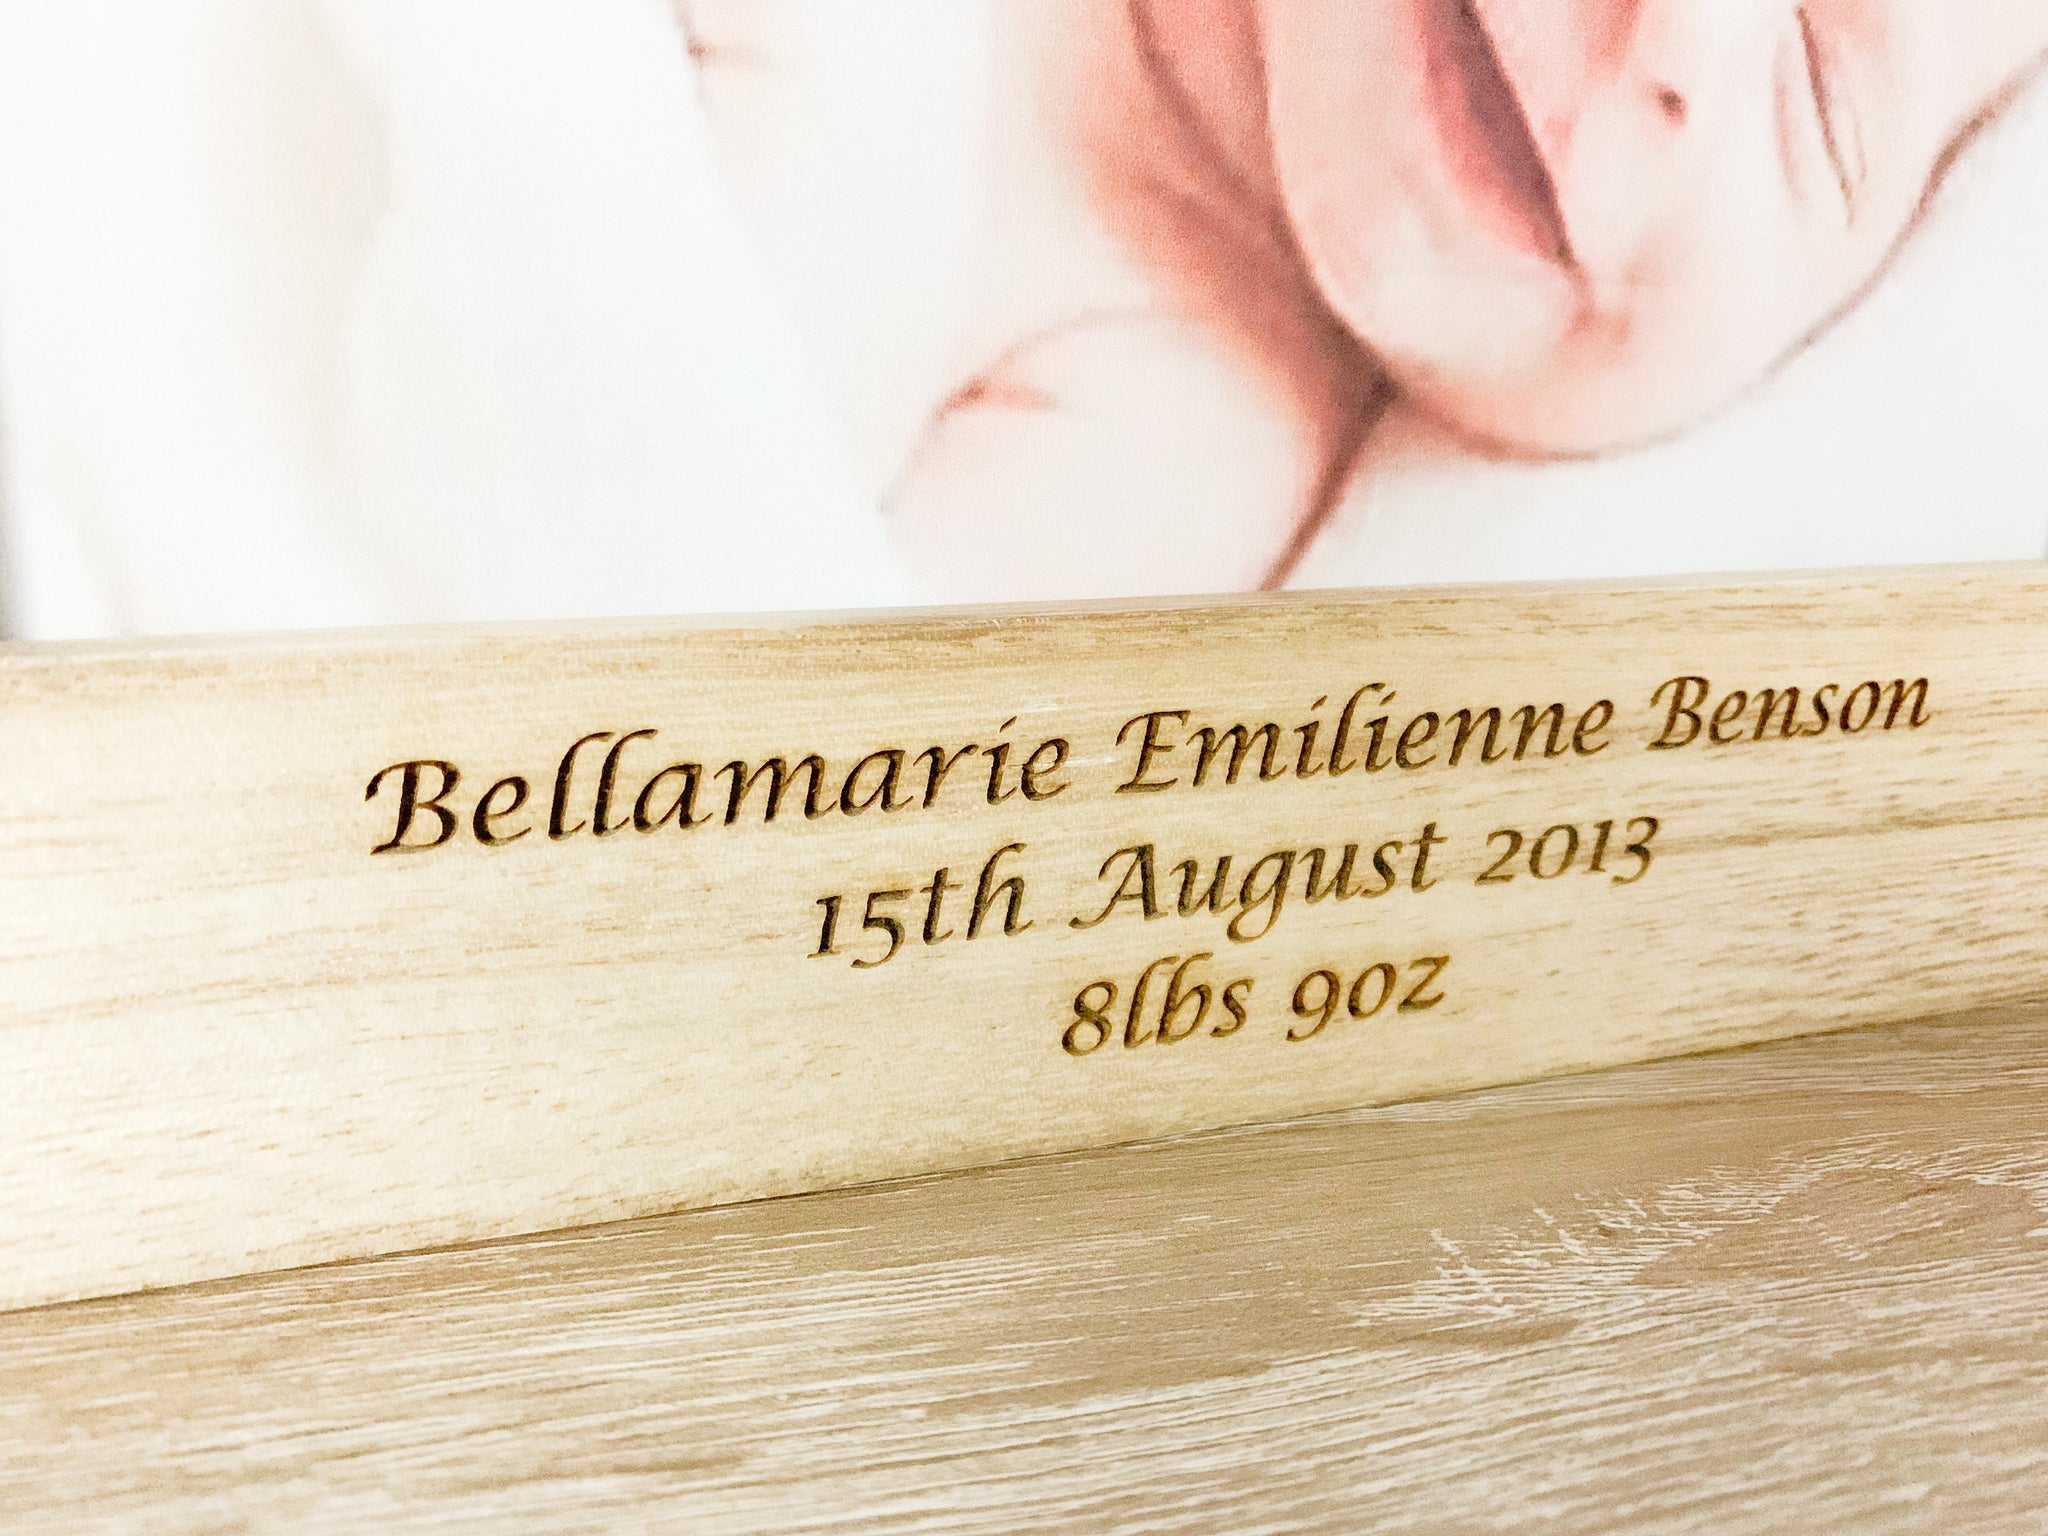 Bellamarie Emilienne Benson
15th August 2013
8lbs 9oz